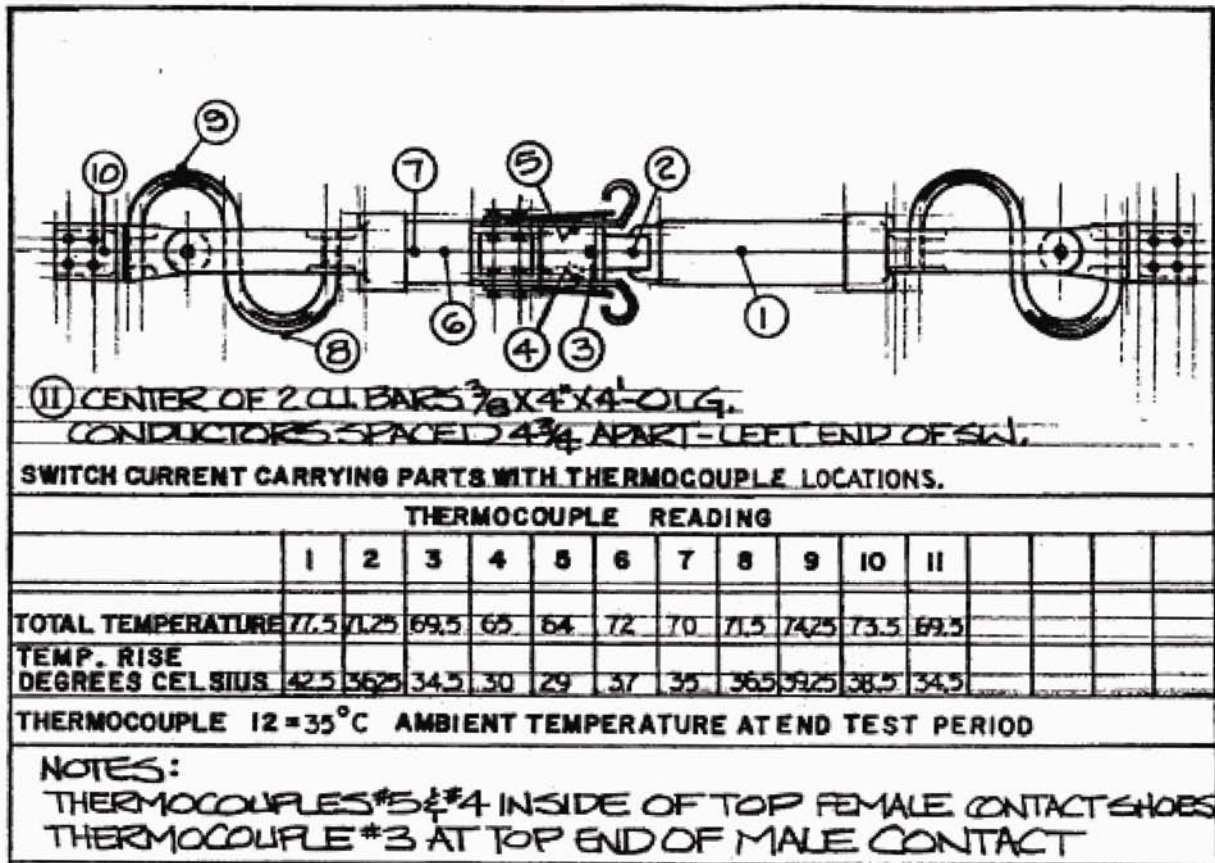 9
10
7
5
2
6
1
4
3
8
11 CENTER OF 2 CU. BARS 3/8 X 4" X 4'-0 LG.
CONDUCTORS SPACED 4 3/4 APART-LEFT END OF SW.
SWITCH CURRENT CARRYING PARTS WITH THERMOCOUPLE LOCATIONS.
THERMOCOUPLE READING
1 2 3 4 5 6 7 8 9 10 11
TOTAL TEMPERATURE 77.5 71.25 69.5 65 64 72 70 71.5 74.25 73.5 69.5
TEMP. RISE
DEGREES CELSIUS 42.5 36.25 34.5 30 29 37 35 36.5 39.25 38.5 34.5
THERMOCOUPLE 12 = 35°C AMBIENT TEMPERATURE AT END TEST PERIOD
NOTES:
THERMOCOUPLES #5 & #4 INSIDE OF TOP FEMALE CONTACT SHOES
THERMOCOUPLE #3 AT TOP END OF MALE CONTACT